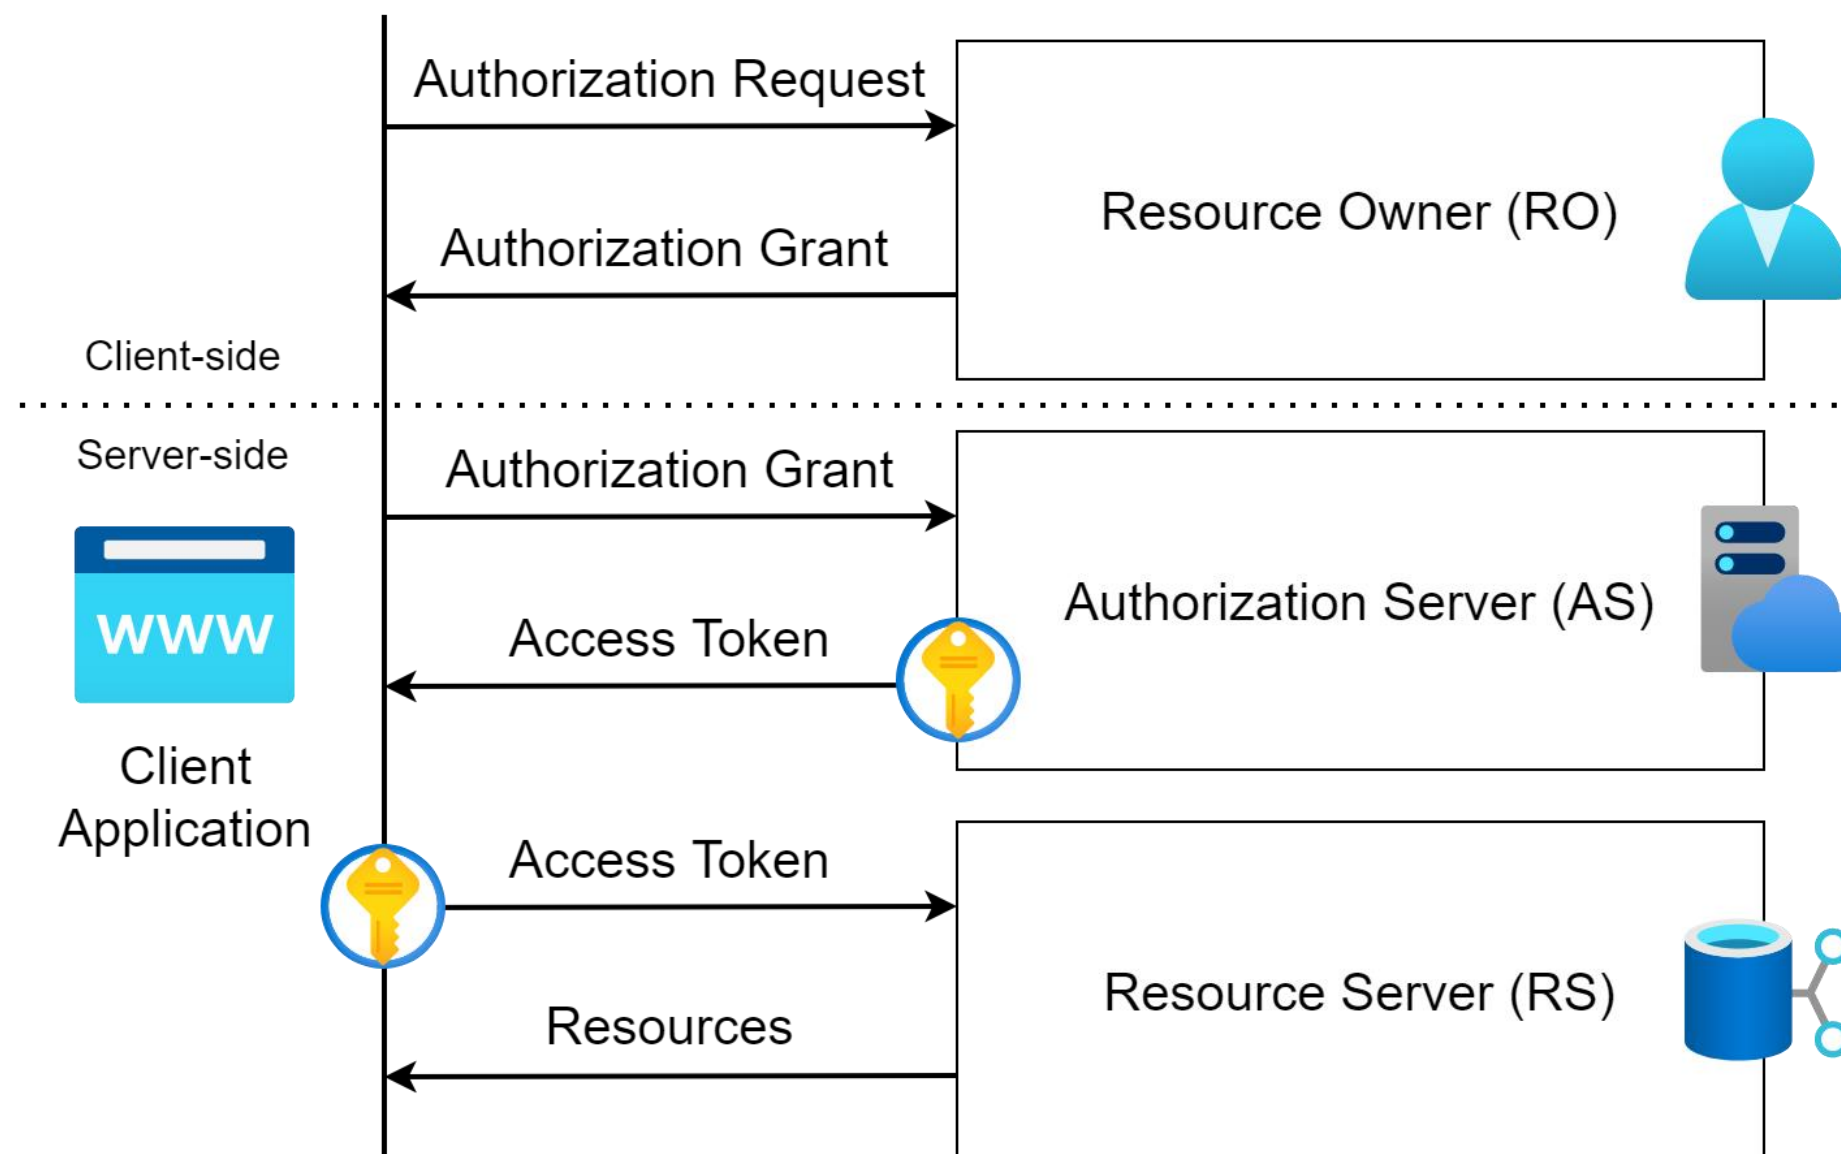 Authorization Request
Resource Owner (RO)
Authorization Grant
Client-side
Server-side
Authorization Grant
www
Authorization Server (AS)
Access Token
Client
Application
Access Token
Resource Server (RS)
Resources